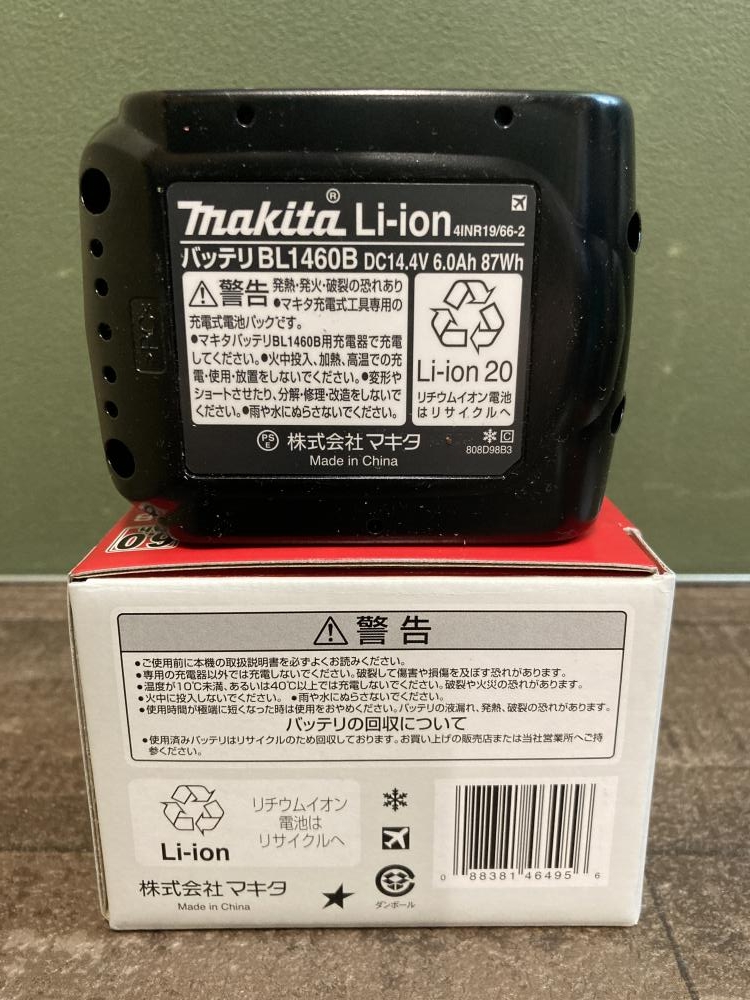 makita® Li-ion 4INR19/66-2
バッテリ BL1460B DC14.4V 6.0Ah 87Wh
警告 発熱・発火・破裂の恐れあり
●マキタ充電式工具専用の
充電式電池パックです。
●マキタバッテリBL1460B用充電器で充電
してください。●火中投入、加熱、高温での充
電・使用・放置をしないでください。●変形や
ショートさせたり、分解・修理・改造をしないで
ください。●雨や水にぬらさないでください。
Li-ion 20
リチウムイオン電池
はリサイクルへ
PSE 株式会社マキタ
Made in China
C
808D98B3
6.0
警告
●ご使用前に本機の取扱説明書を必ずよくお読みください。
●専用の充電器以外では充電しないでください。破裂して傷害や損傷を及ぼす恐れがあります。
●温度が10℃未満、あるいは40℃以上では充電しないでください。破裂や火災の恐れがあります。
●火中に投入しないでください。 ●雨や水にぬらさないでください。
●使用時間が極端に短くなった時は使用をおやめください。バッテリの液漏れ、発熱、破裂の恐れがあります。
バッテリの回収について
●使用済みバッテリはリサイクルのため回収しております。お買い上げの販売店または当社営業所へご持
参ください。
Li-ion
リチウムイオン
電池は
リサイクルへ
株式会社マキタ
Made in China
ダンボール
0 88381 46495 6